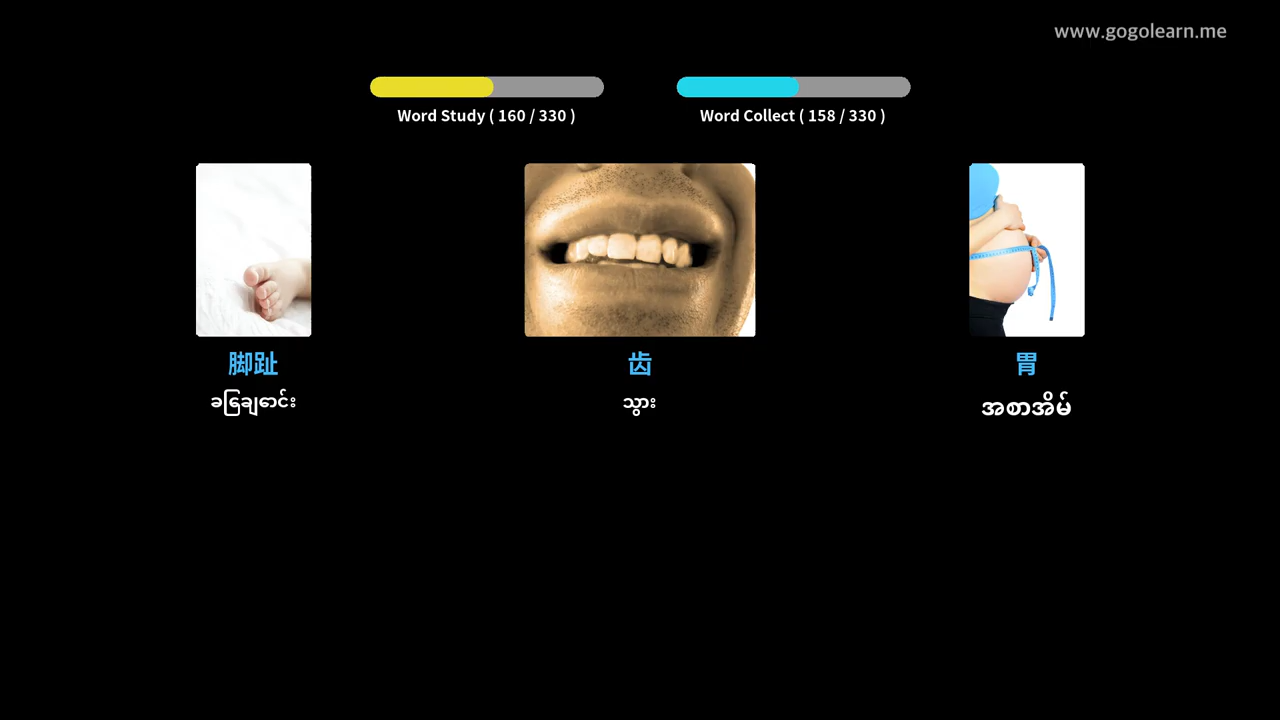 www.gogolearn.me
Word Study ( 160 / 330 )
Word Collect ( 158 / 330 )
脚趾
齿
胃
ခြေချောင်း
သွား
အစာအိမ်